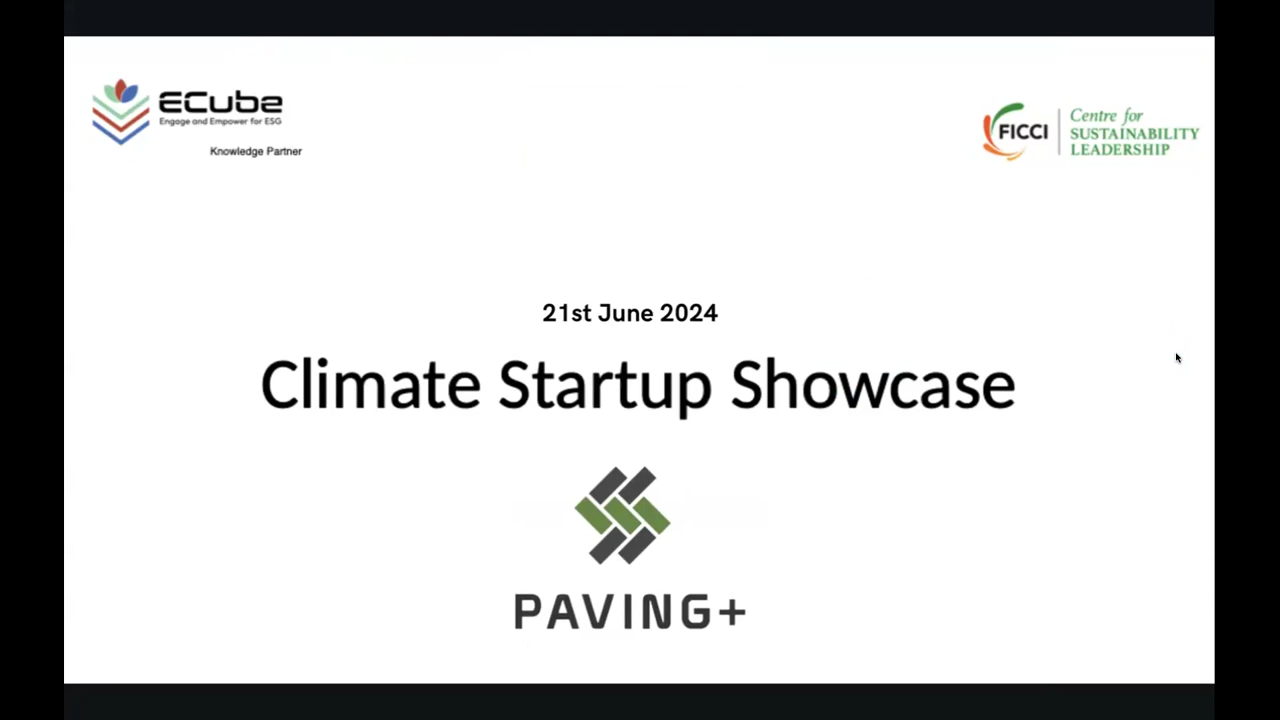 ECube
Engage and Empower for ESG
Knowledge Partner
FICCI
Centre for
SUSTAINABILITY
LEADERSHIP
21st June 2024
Climate Startup Showcase
PAVING+